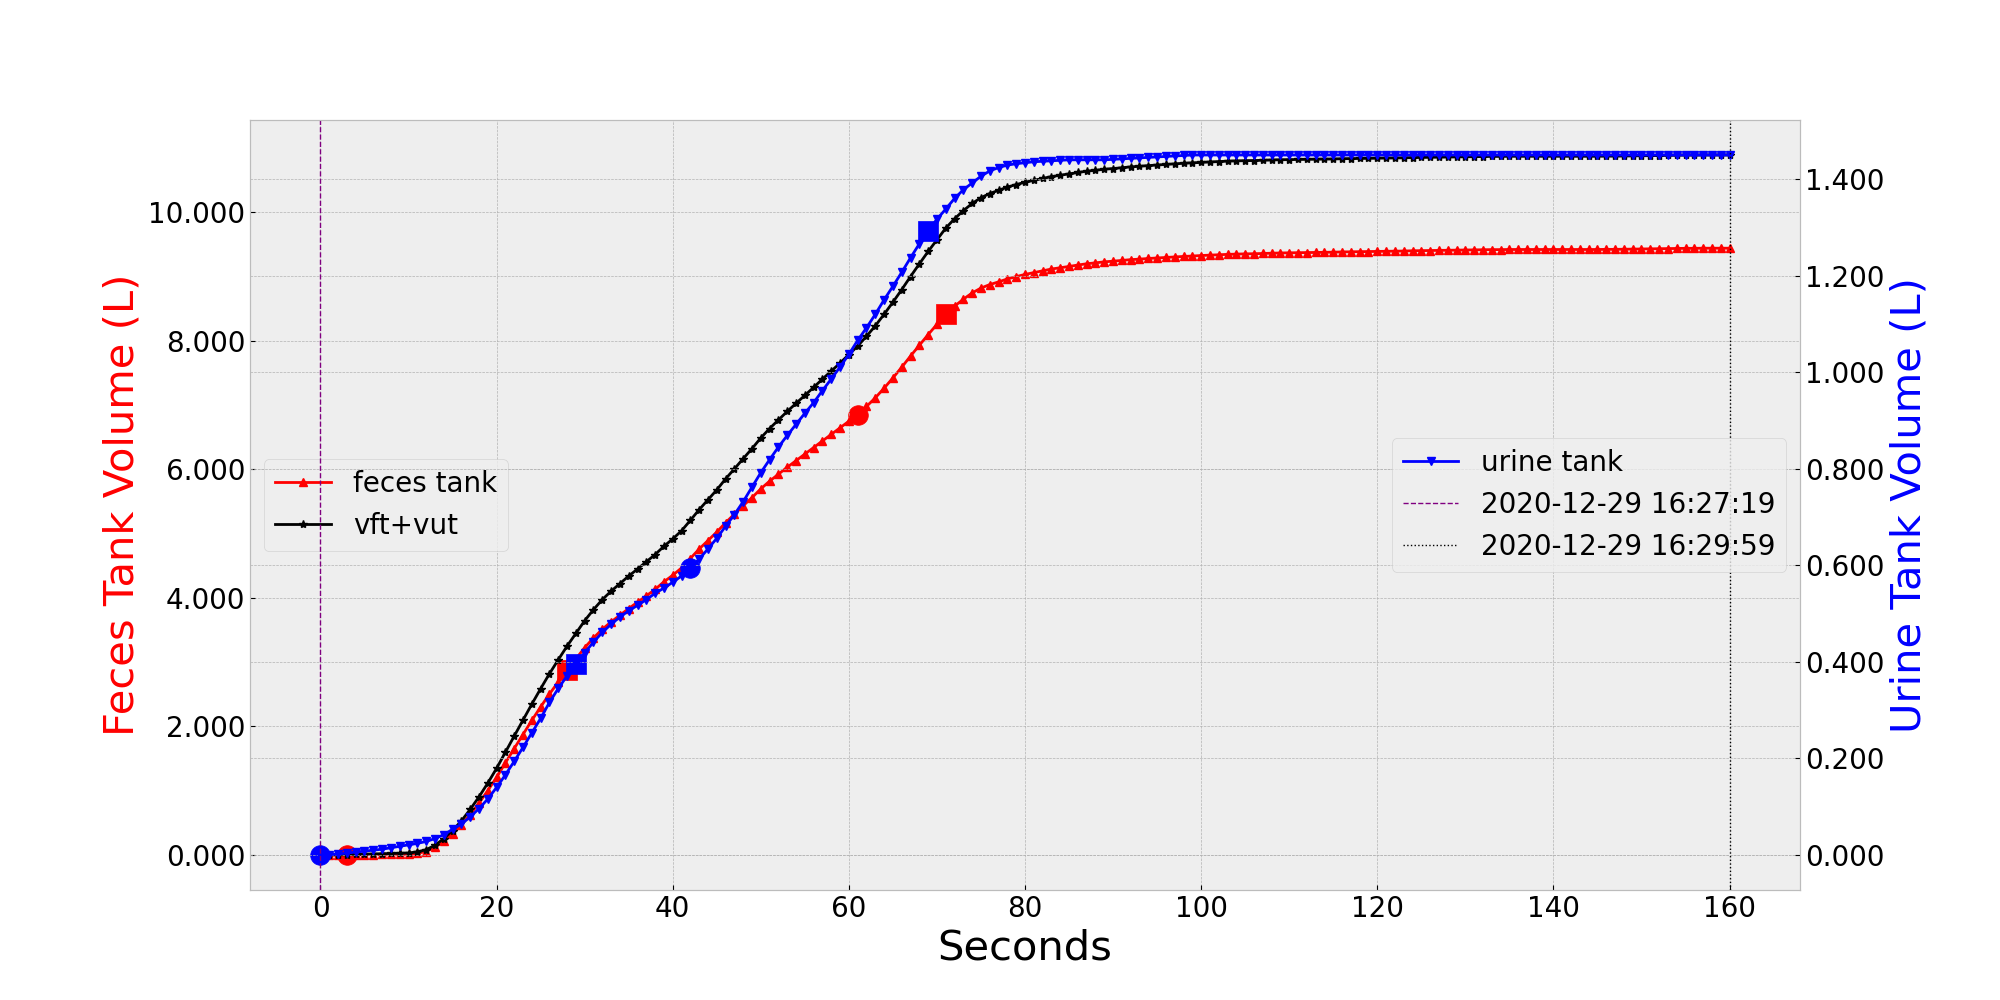 Feces Tank Volume (L)
10.000
8.000
6.000
4.000
2.000
0.000
feces tank
vft+vut
0 20 40 60 80 100 120 140 160
Seconds
urine tank
2020-12-29 16:27:19
2020-12-29 16:29:59
1.400
1.200
1.000
0.800
0.600
0.400
0.200
0.000
Urine Tank Volume (L)